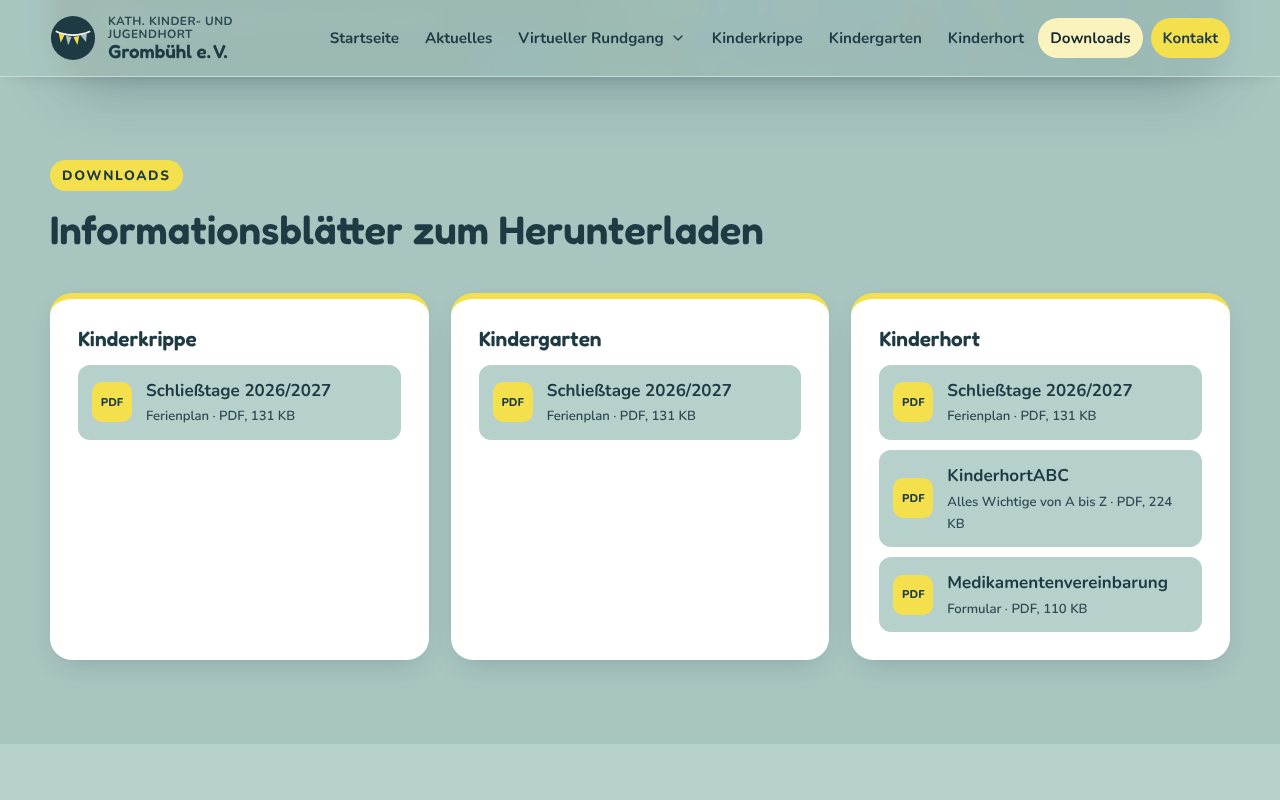 KATH. KINDER- UND
JUGENDHORT
Grombühl e. V.
Startseite Aktuelles Virtueller Rundgang Kinderkrippe Kindergarten Kinderhort Downloads Kontakt
DOWNLOADS
Informationsblätter zum Herunterladen
Kinderkrippe
PDF
Schließtage 2026/2027
Ferienplan · PDF, 131 KB
Kindergarten
PDF
Schließtage 2026/2027
Ferienplan · PDF, 131 KB
Kinderhort
PDF
Schließtage 2026/2027
Ferienplan · PDF, 131 KB
PDF
KinderhortABC
Alles Wichtige von A bis Z · PDF, 224
KB
PDF
Medikamentenvereinbarung
Formular · PDF, 110 KB